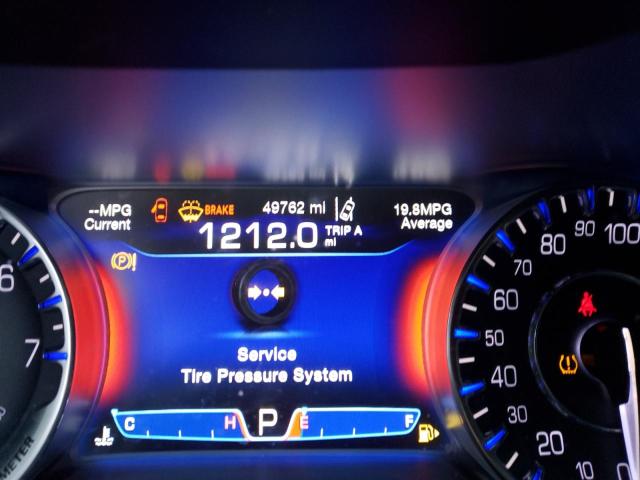 --MPG BRAKE 49762 mi 19.8MPG
Current 1212.0 TRIP A mi Average
(P)!
Service
Tire Pressure System
C H P E F
6
7
METER
0
10
20
30
40
50
60
70
80
90
100